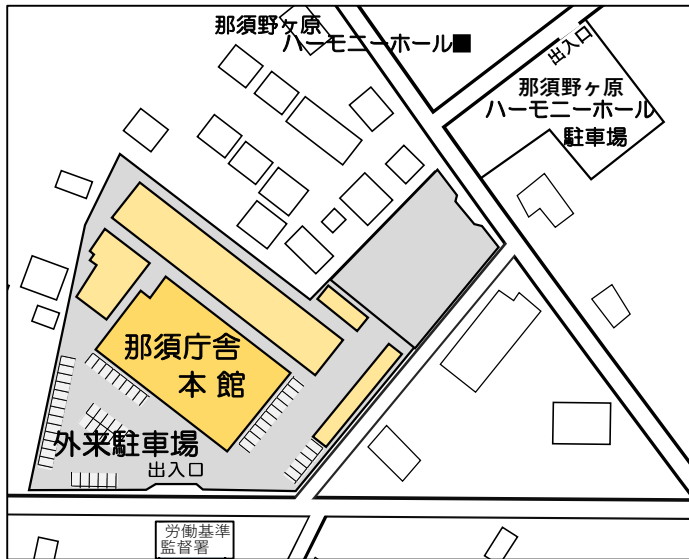 那須野ヶ原
ハーモニーホール■
出入口
那須野ヶ原
ハーモニーホール
駐車場
那須庁舎
本館
外来駐車場
出入口
労働基準
監督署